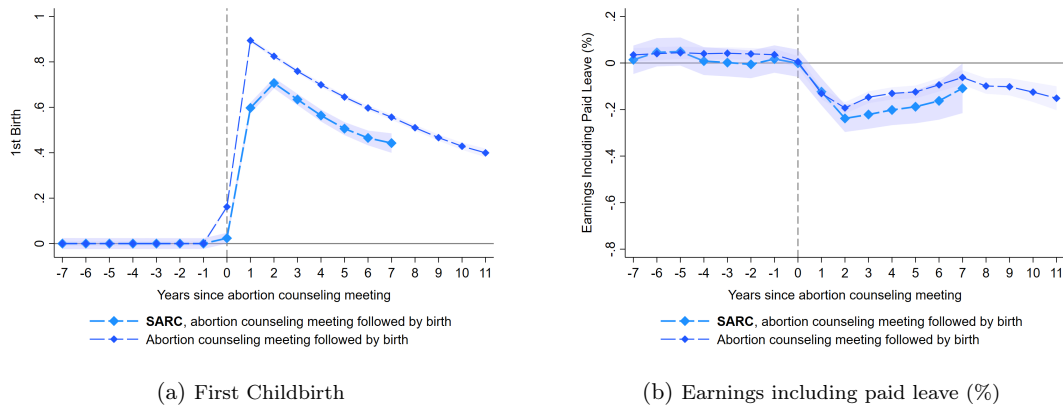 1st Birth
1
.8
.6
.4
.2
0
-7 -6 -5 -4 -3 -2 -1 0 1 2 3 4 5 6 7 8 9 10 11
Years since abortion counseling meeting
SARC, abortion counseling meeting followed by birth
Abortion counseling meeting followed by birth
(a) First Childbirth
Earnings Including Paid Leave (%)
.2
0
-.2
-.4
-.6
-.8
-7 -6 -5 -4 -3 -2 -1 0 1 2 3 4 5 6 7 8 9 10 11
Years since abortion counseling meeting
SARC, abortion counseling meeting followed by birth
Abortion counseling meeting followed by birth
(b) Earnings including paid leave (%)